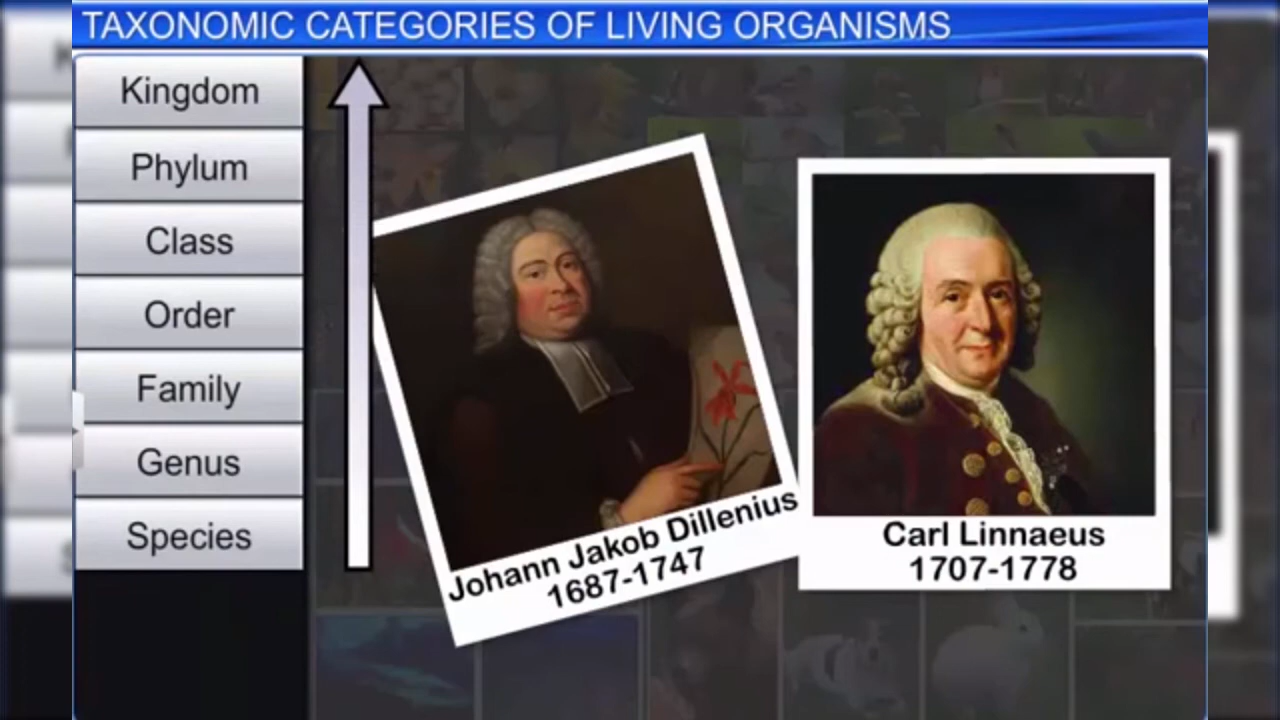 TAXONOMIC CATEGORIES OF LIVING ORGANISMS
Kingdom
Phylum
Class
Order
Family
Genus
Species
Johann Jakob Dillenius
1687-1747
Carl Linnaeus
1707-1778